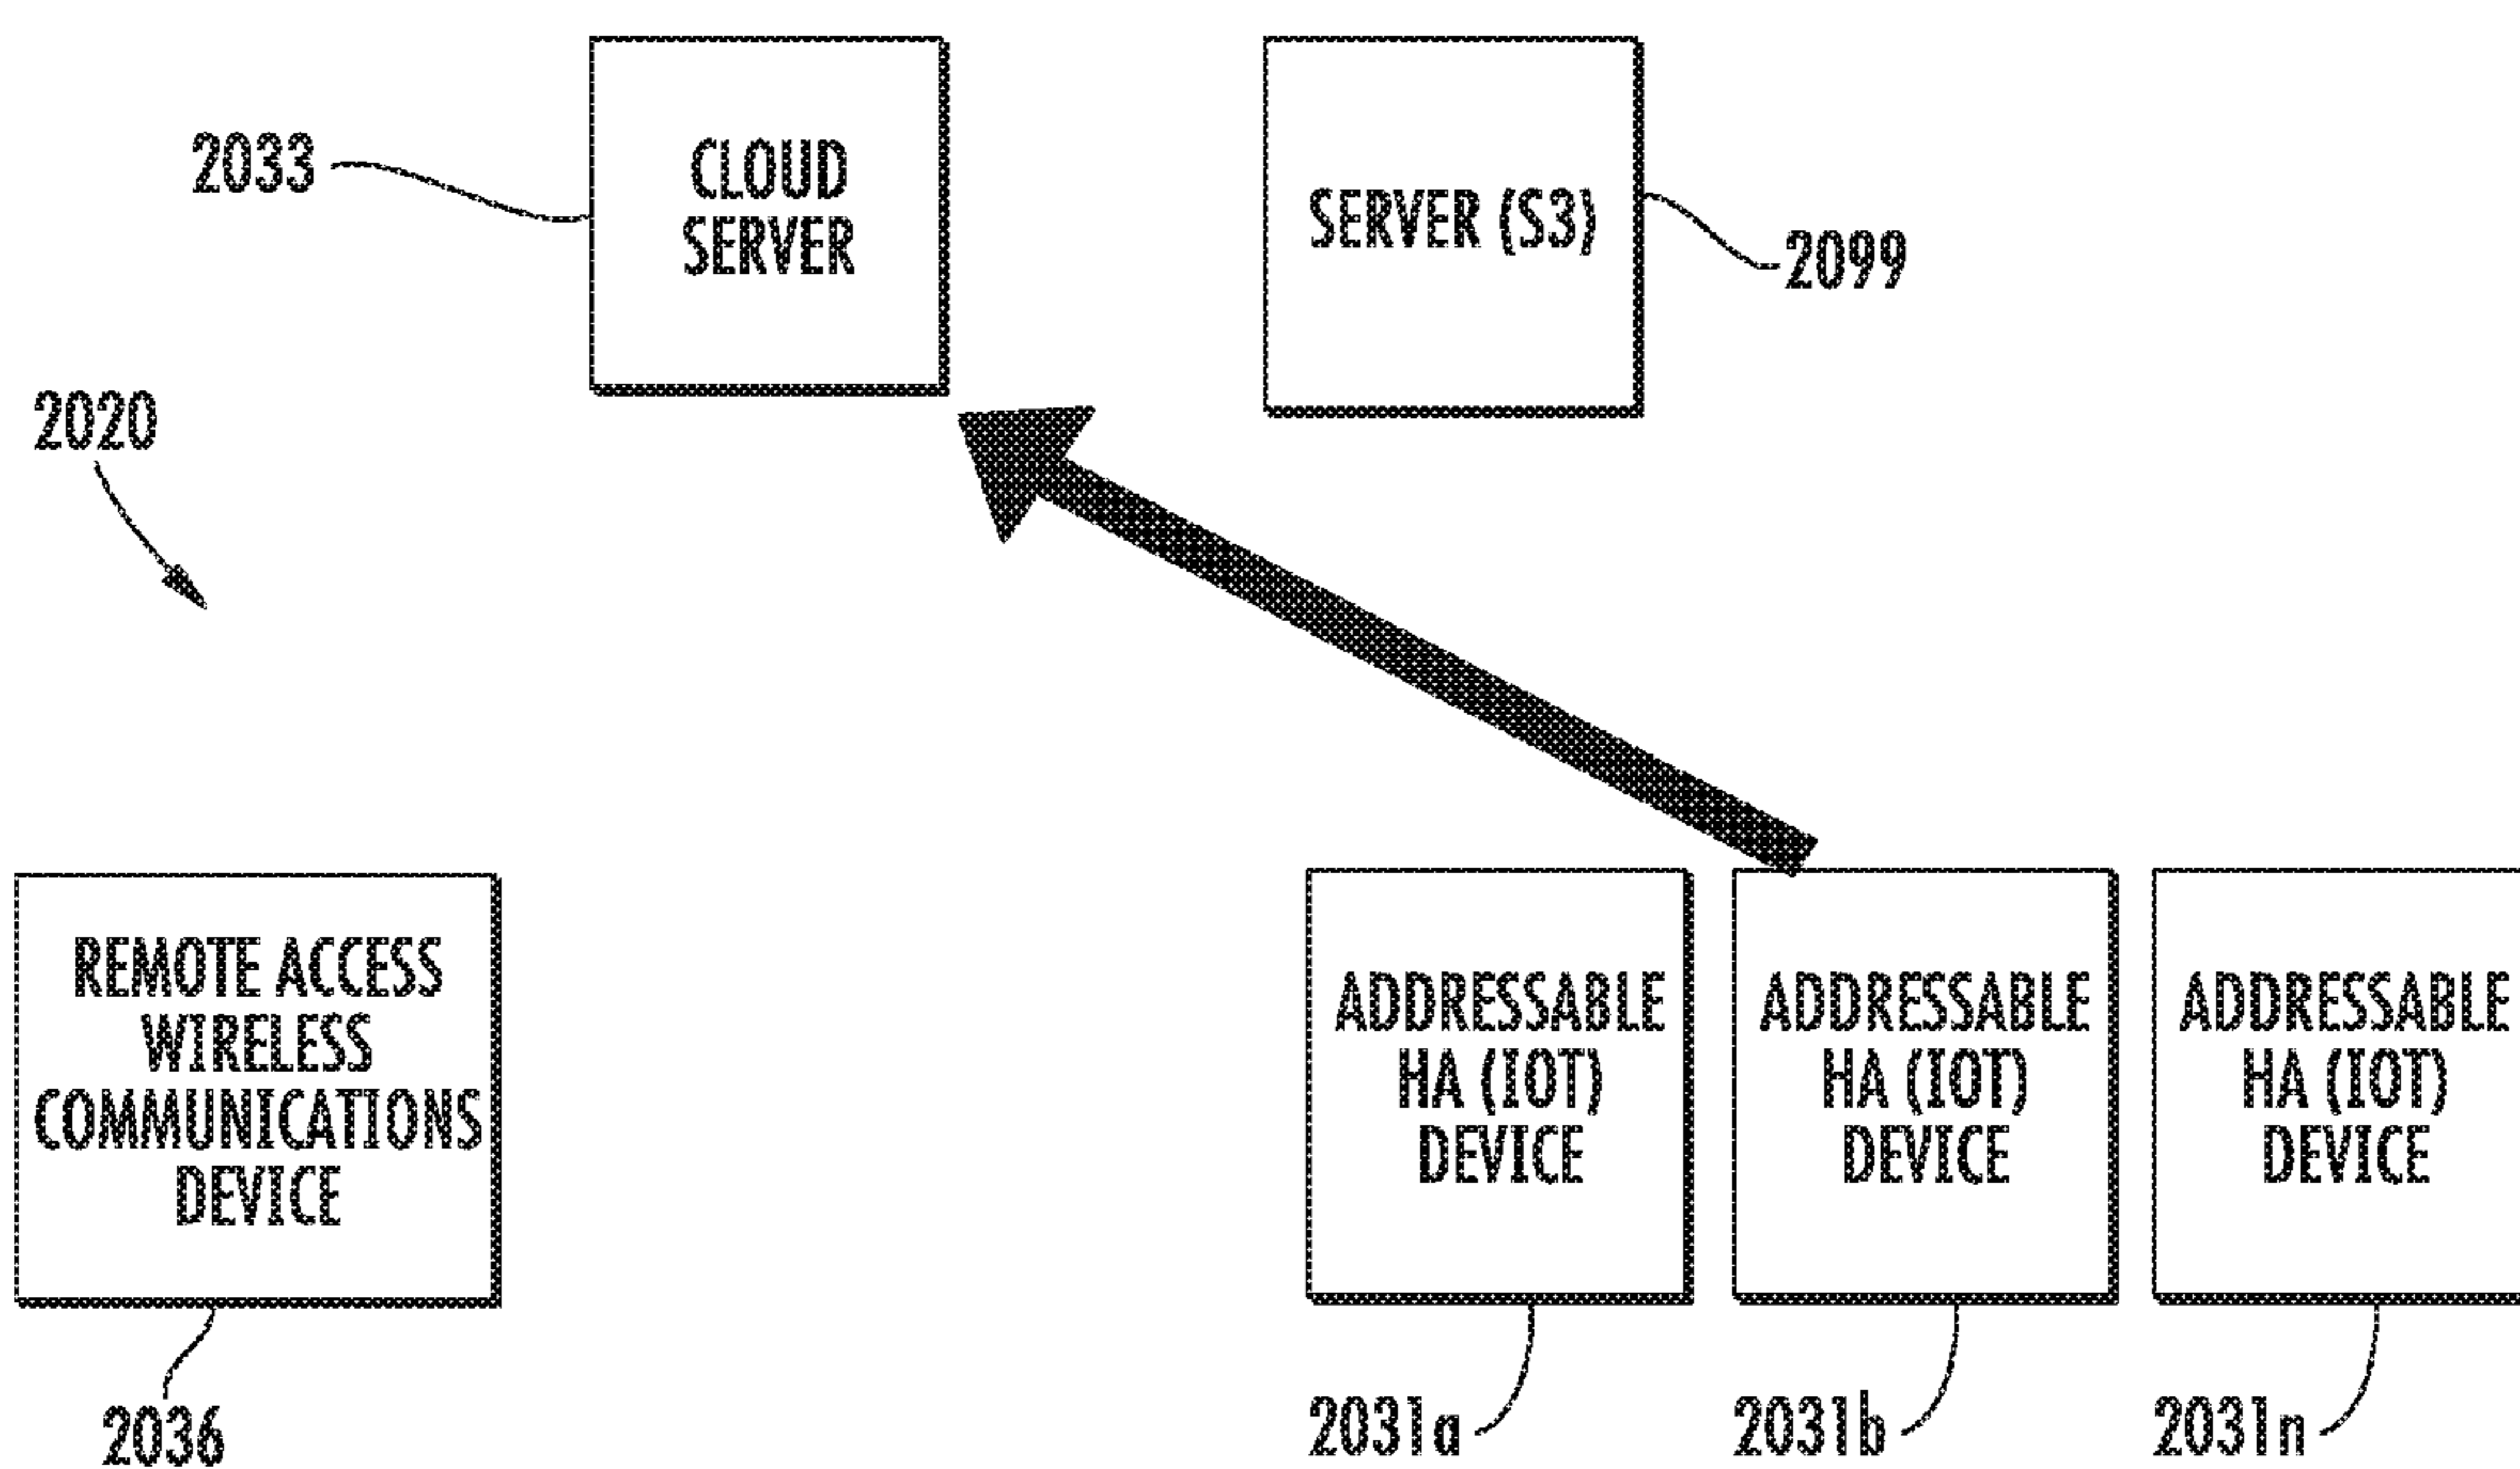 2033
CLOUD
SERVER
SERVER (S3)
2099
2020
REMOTE ACCESS
WIRELESS
COMMUNICATIONS
DEVICE
2036
ADDRESSABLE
HA (IOT)
DEVICE
2031a
ADDRESSABLE
HA (IOT)
DEVICE
2031b
ADDRESSABLE
HA (IOT)
DEVICE
2031n